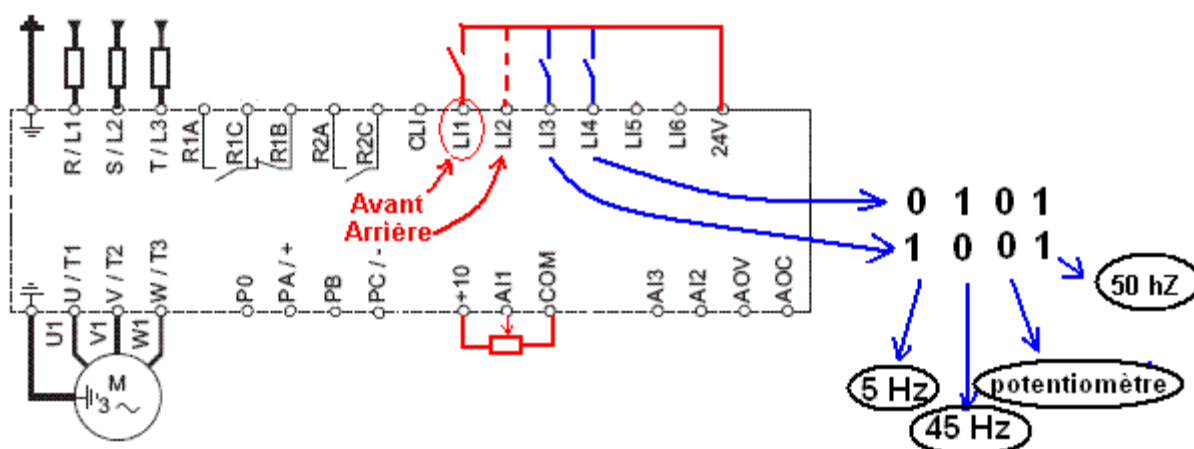 R / L1
S / L2
T / L3
R1A
R1C
R1B
R2A
R2C
CLI
LI1
LI2
LI3
LI4
LI5
LI6
24V
Avant
Arrière
0 1 0 1
1 0 0 1
50 hZ
5 Hz
45 Hz
potentiomètre
U / T1
V / T2
W / T3
P0
PA / +
PB
PC / -
+10
AI1
COM
AI3
AI2
AOV
AOC
U1
V1
W1
M
3 ~